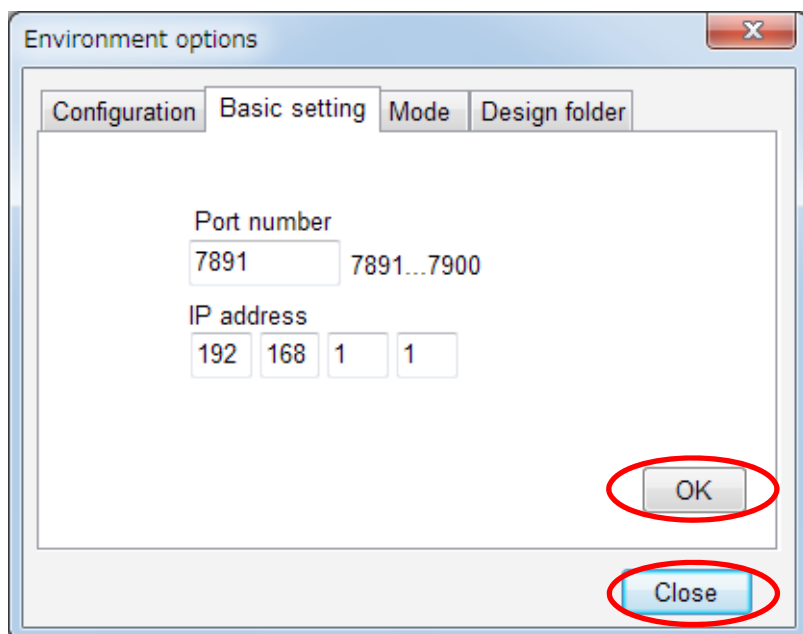 Environment options
Configuration Basic setting Mode Design folder
Port number
7891 7891...7900
IP address
192 168 1 1
OK
Close